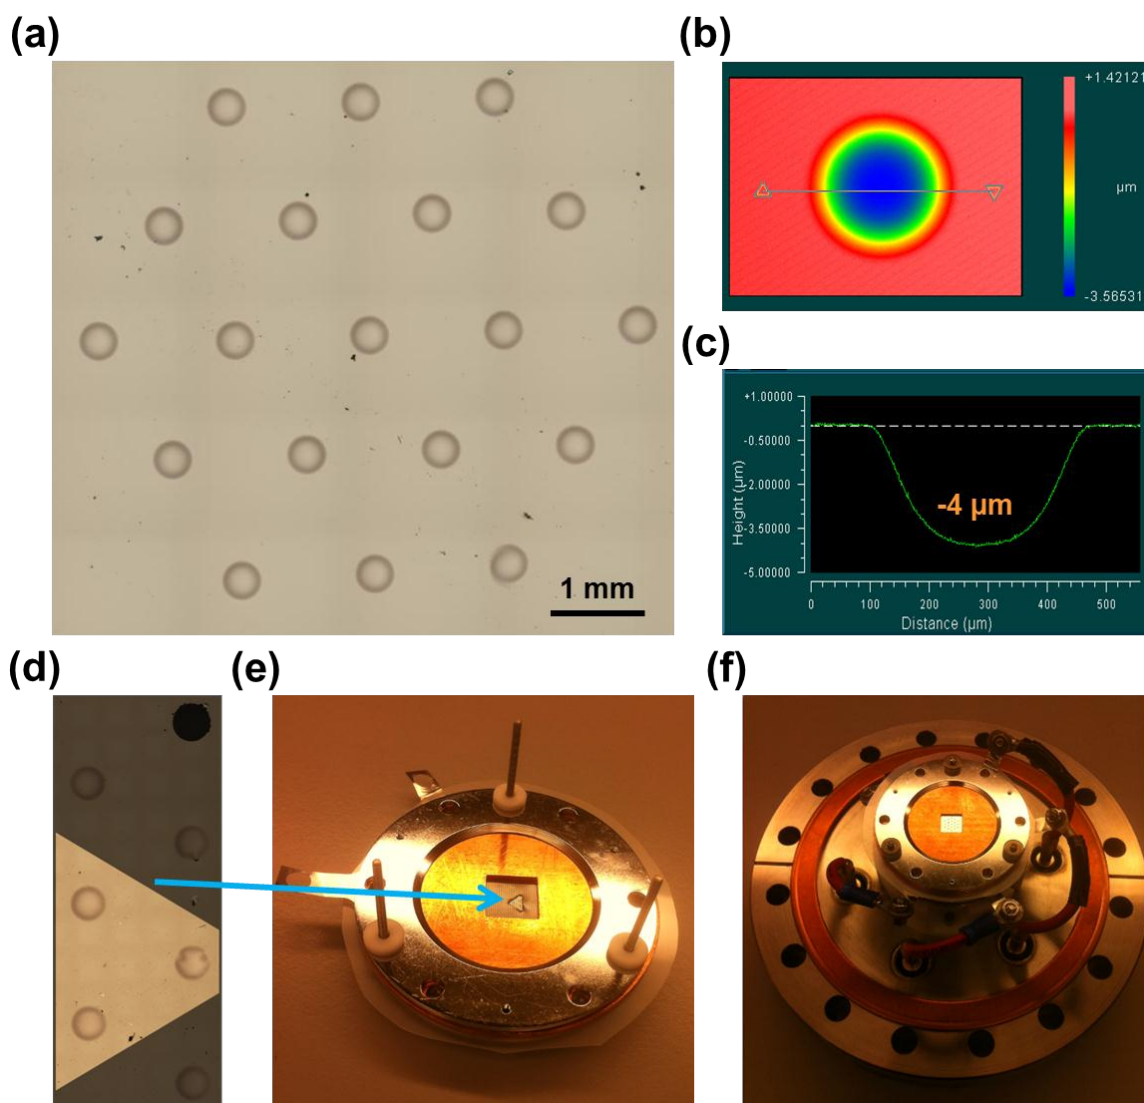 (a)
1 mm
(b)
+1.42121
µm
-3.56531
(c)
+1.00000
-0.50000
-2.00000
-3.50000
-5.00000
Height (µm)
-4 µm
0 100 200 300 400 500
Distance (µm)
(d)
(e)
(f)